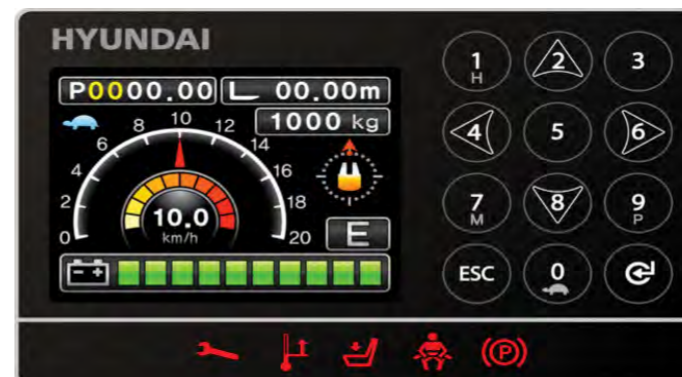 HYUNDAI
P0000.00 00.00m
1000 kg
0 2 4 6 8 10 12 14 16 18 20
10.0
km/h
E
- +
1 2 3
H
4 5 6
7 8 9
M P
ESC 0
(P)